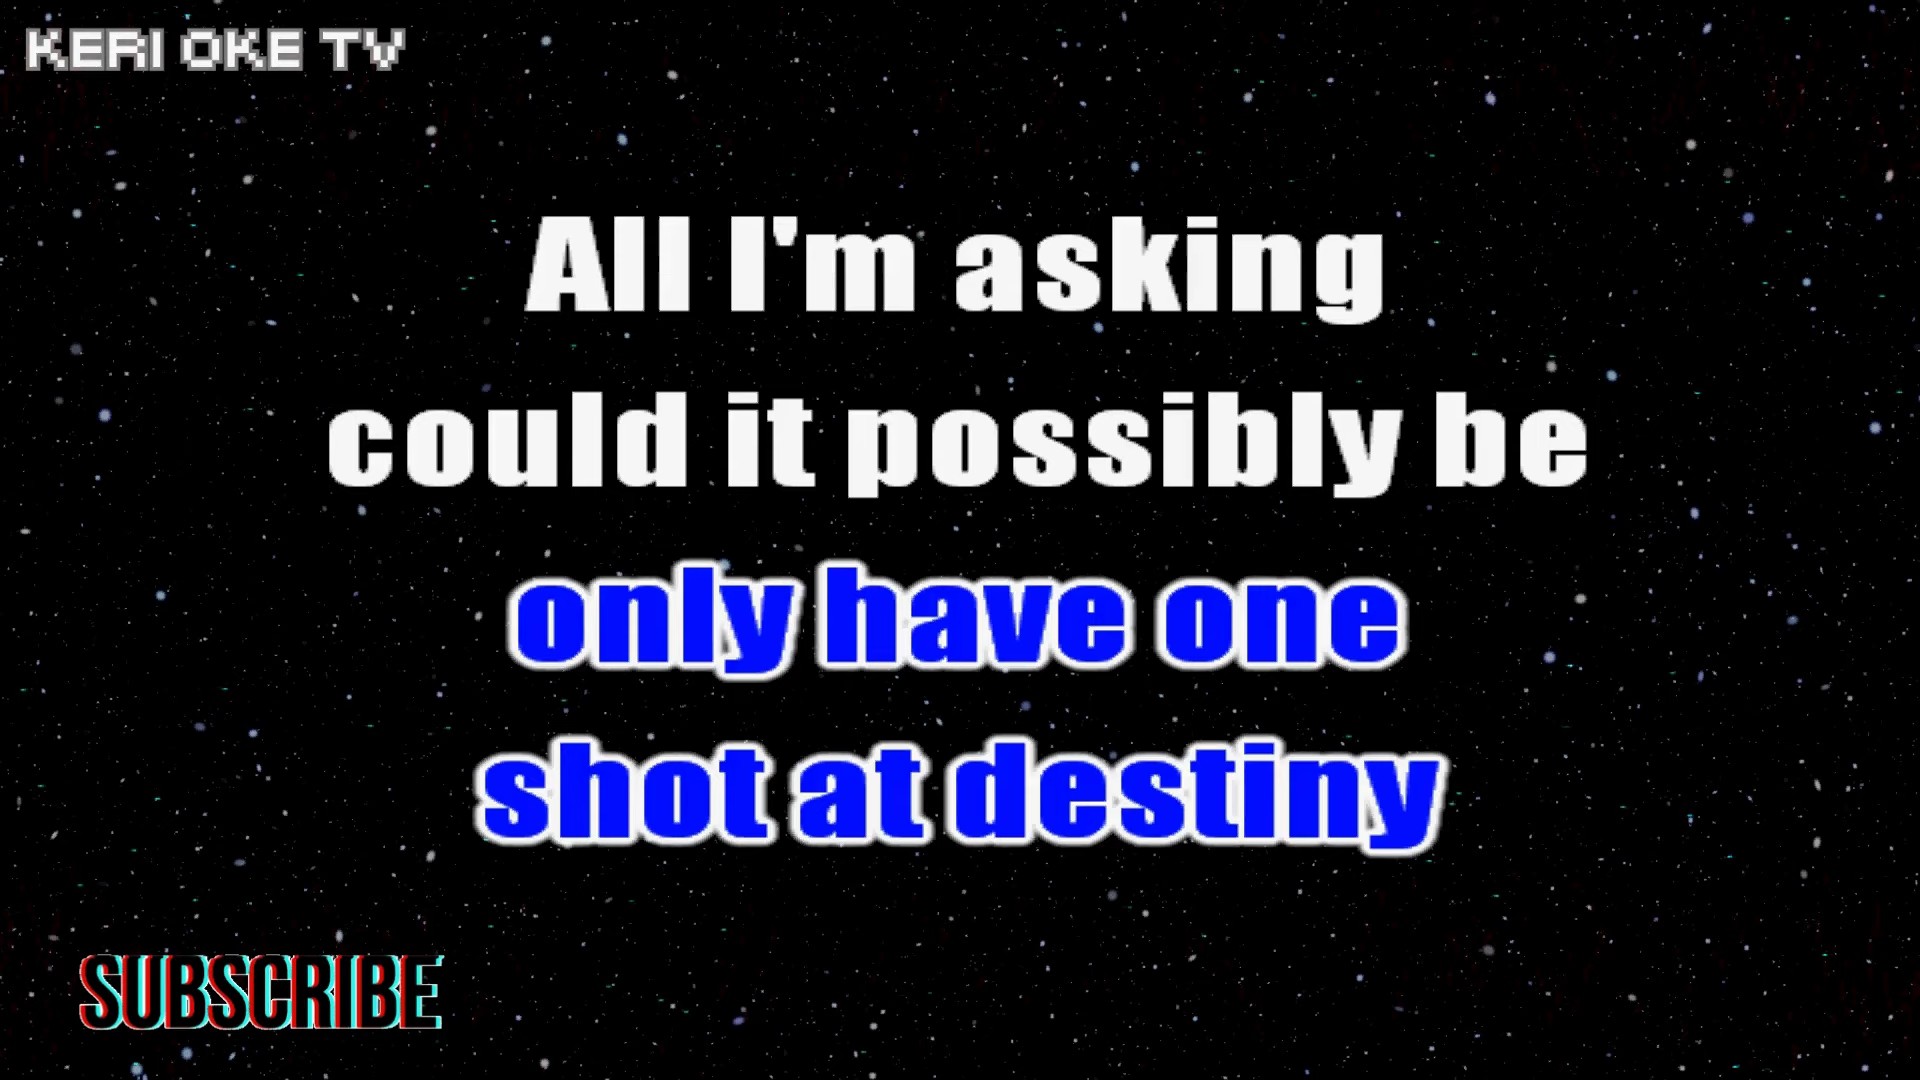 KERI OKE TV
All I'm asking
could it possibly be
only have one
shot at destiny
SUBSCRIBE